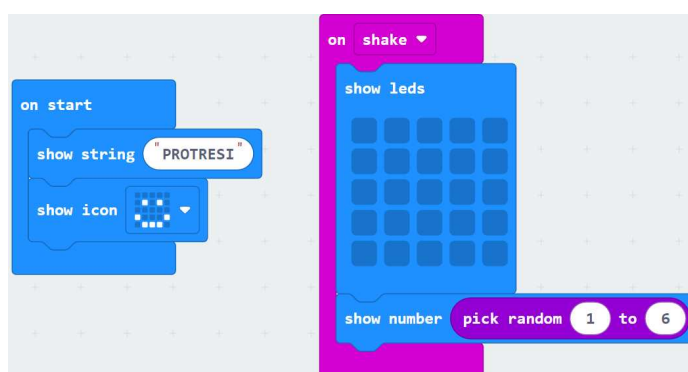 on start
show string "PROTRESI"
show icon
on shake
show leds
show number pick random 1 to 6